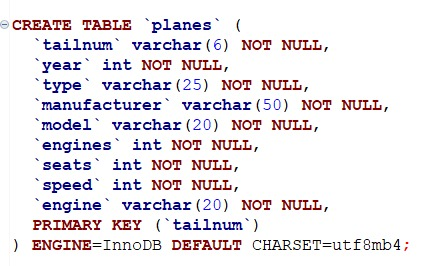 CREATE TABLE `planes` (
`tailnum` varchar(6) NOT NULL,
`year` int NOT NULL,
`type` varchar(25) NOT NULL,
`manufacturer` varchar(50) NOT NULL,
`model` varchar(20) NOT NULL,
`engines` int NOT NULL,
`seats` int NOT NULL,
`speed` int NOT NULL,
`engine` varchar(20) NOT NULL,
PRIMARY KEY (`tailnum`)
) ENGINE=InnoDB DEFAULT CHARSET=utf8mb4;